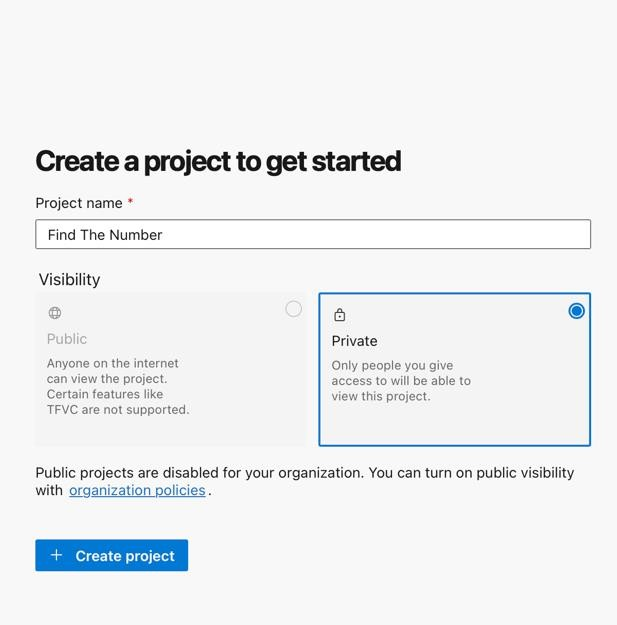 Create a project to get started
Project name *
Find The Number
Visibility
Public
Anyone on the internet
can view the project.
Certain features like
TFVC are not supported.
Private
Only people you give
access to will be able to
view this project.
Public projects are disabled for your organization. You can turn on public visibility
with organization policies.
+ Create project